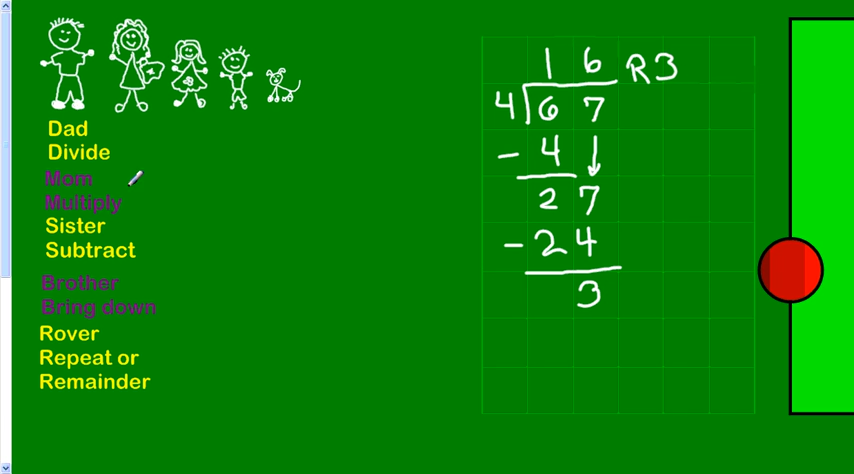 Dad
Divide
Mom
Multiply
Sister
Subtract
Brother
Bring down
Rover
Repeat or
Remainder
1 6 R3
4 6 7
- 4 ↓
2 7
- 2 4
3